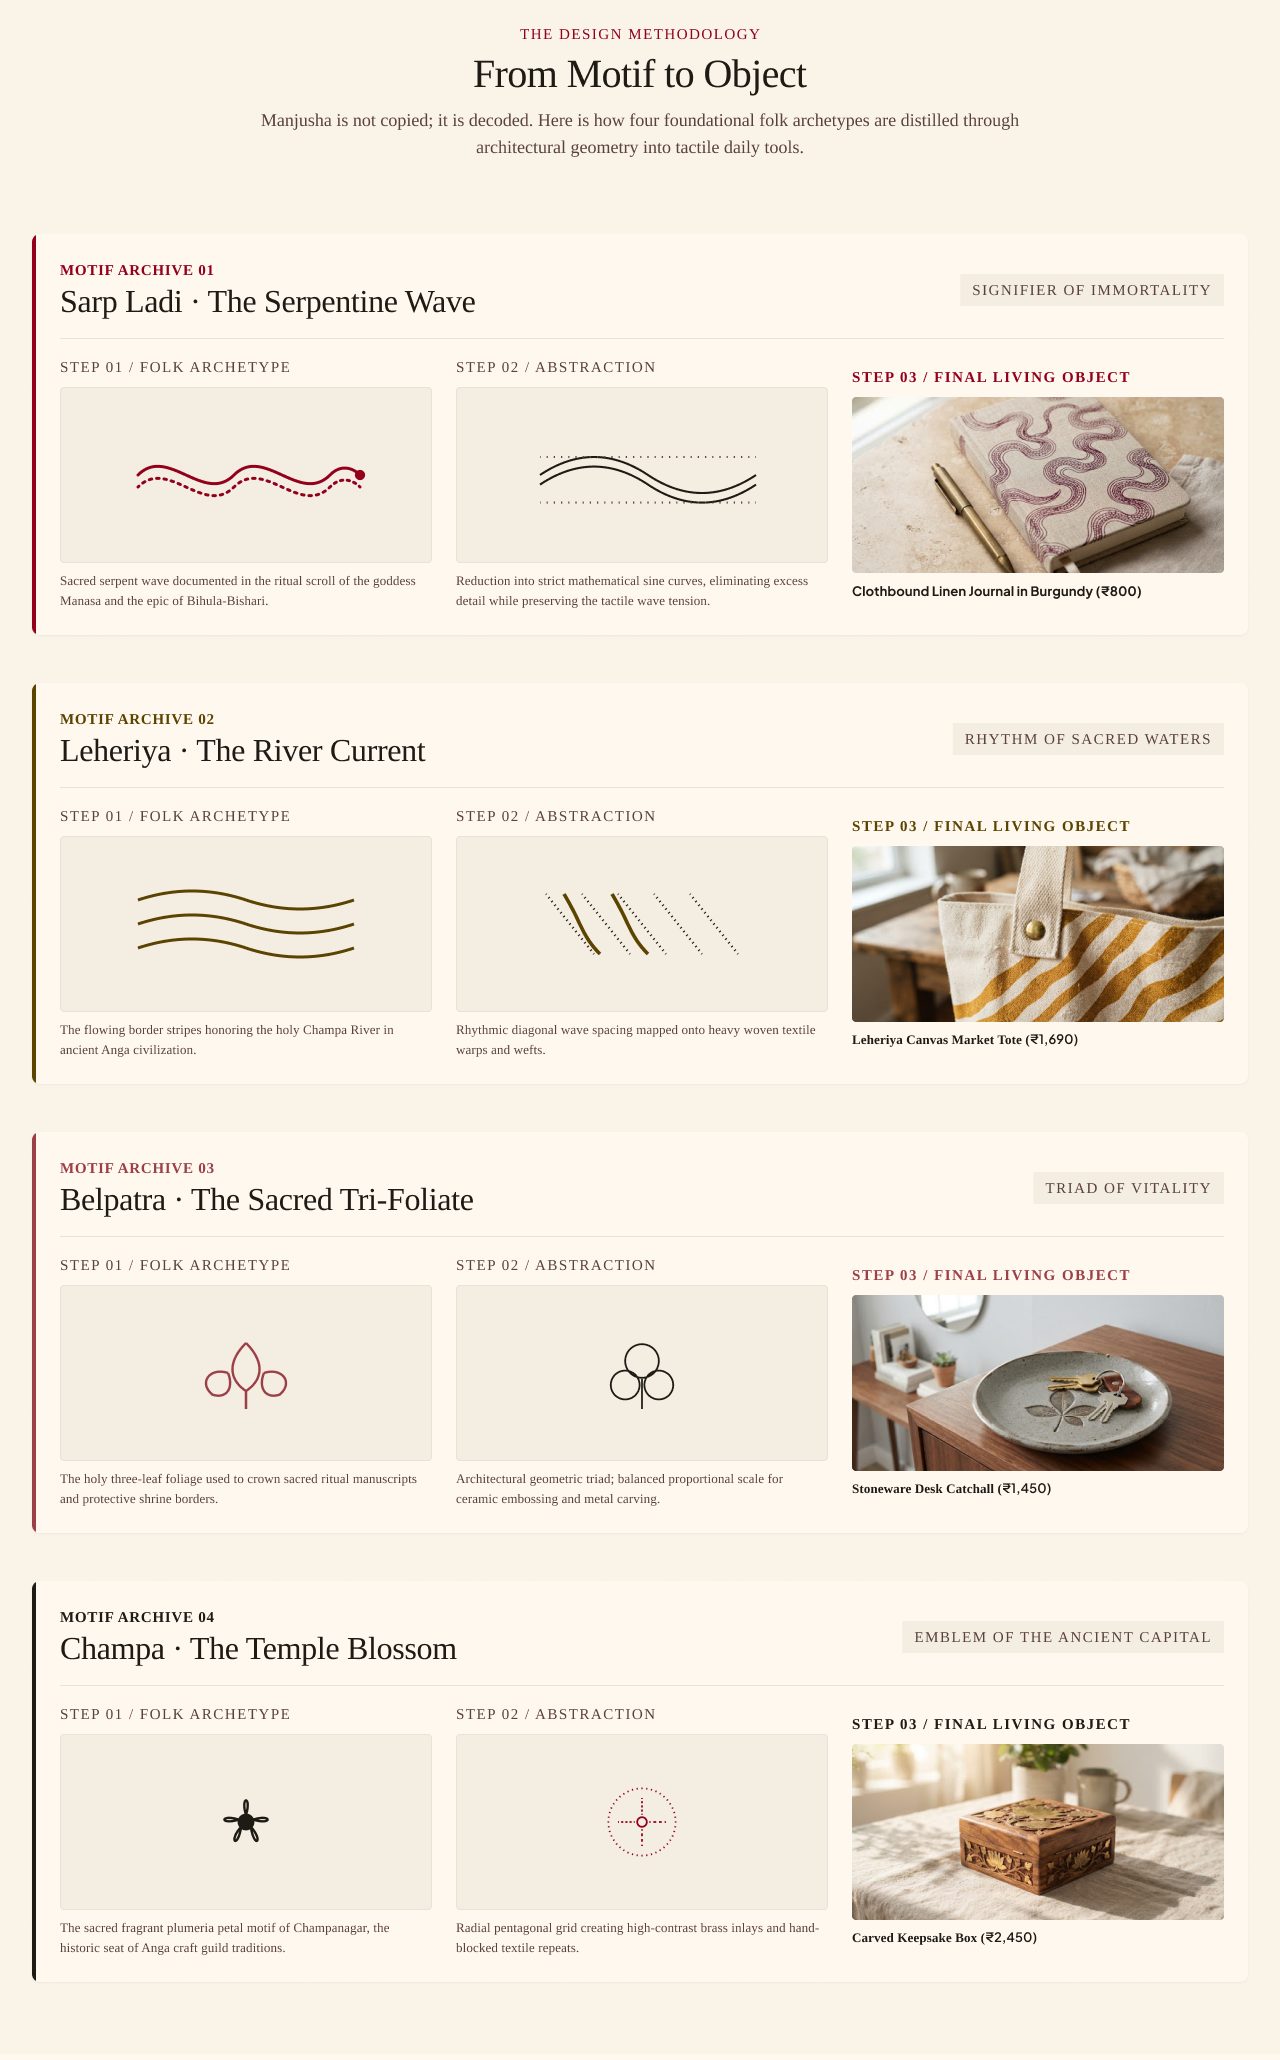 THE DESIGN METHODOLOGY
From Motif to Object
Manjusha is not copied; it is decoded. Here is how four foundational folk archetypes are distilled through
architectural geometry into tactile daily tools.
MOTIF ARCHIVE 01
Sarp Ladi · The Serpentine Wave
SIGNIFIER OF IMMORTALITY
STEP 01 / FOLK ARCHETYPE
Sacred serpent wave documented in the ritual scroll of the goddess
Manasa and the epic of Bihula-Bishari.
STEP 02 / ABSTRACTION
Reduction into strict mathematical sine curves, eliminating excess
detail while preserving the tactile wave tension.
STEP 03 / FINAL LIVING OBJECT
Clothbound Linen Journal in Burgundy (₹800)
MOTIF ARCHIVE 02
Leheriya · The River Current
RHYTHM OF SACRED WATERS
STEP 01 / FOLK ARCHETYPE
The flowing border stripes honoring the holy Champa River in
ancient Anga civilization.
STEP 02 / ABSTRACTION
Rhythmic diagonal wave spacing mapped onto heavy woven textile
warps and wefts.
STEP 03 / FINAL LIVING OBJECT
Leheriya Canvas Market Tote (₹1,690)
MOTIF ARCHIVE 03
Belpatra · The Sacred Tri-Foliate
TRIAD OF VITALITY
STEP 01 / FOLK ARCHETYPE
The holy three-leaf foliage used to crown sacred ritual manuscripts
and protective shrine borders.
STEP 02 / ABSTRACTION
Architectural geometric triad; balanced proportional scale for
ceramic embossing and metal carving.
STEP 03 / FINAL LIVING OBJECT
Stoneware Desk Catchall (₹1,450)
MOTIF ARCHIVE 04
Champa · The Temple Blossom
EMBLEM OF THE ANCIENT CAPITAL
STEP 01 / FOLK ARCHETYPE
The sacred fragrant plumeria petal motif of Champanagar, the
historic seat of Anga craft guild traditions.
STEP 02 / ABSTRACTION
Radial pentagonal grid creating high-contrast brass inlays and hand-
blocked textile repeats.
STEP 03 / FINAL LIVING OBJECT
Carved Keepsake Box (₹2,450)